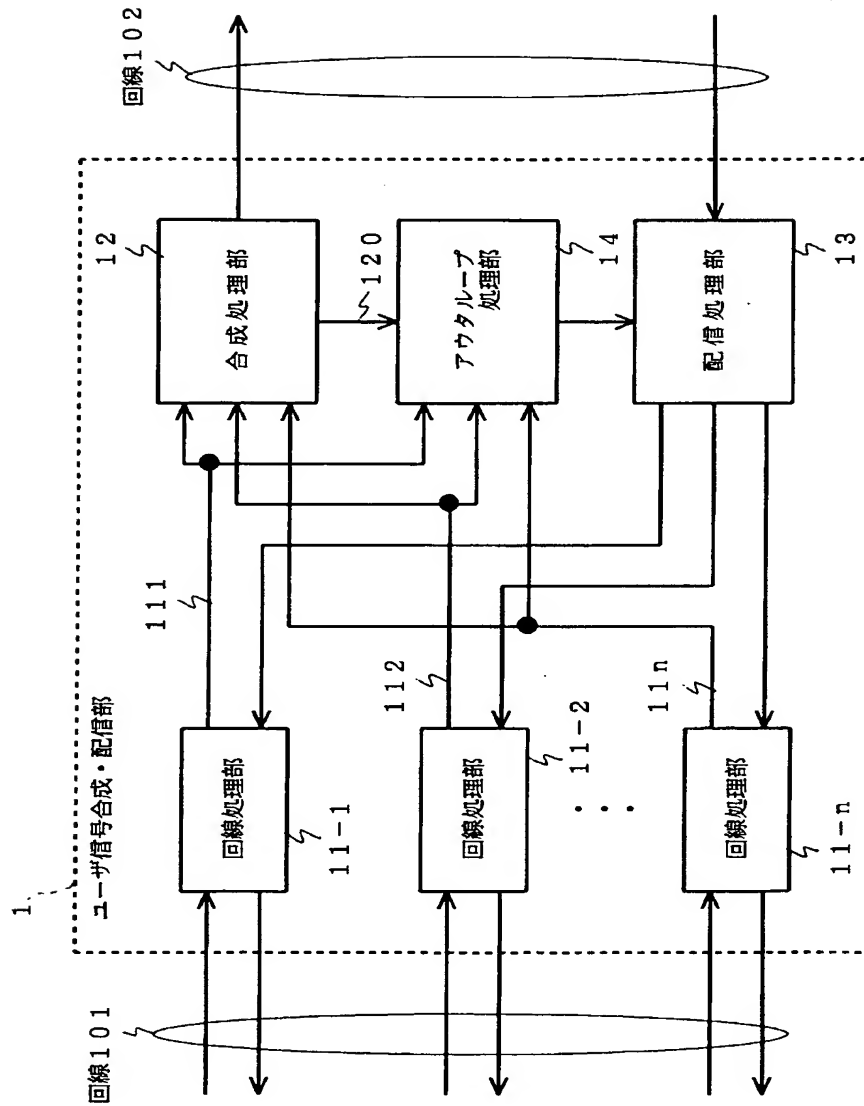 1
ユーザ信号合成・配信部
回線101
回線102
回線処理部
11-1
111
回線処理部
11-2
112
・・・
回線処理部
11-n
11n
合成処理部
12
120
アウタループ
処理部
14
配信処理部
13